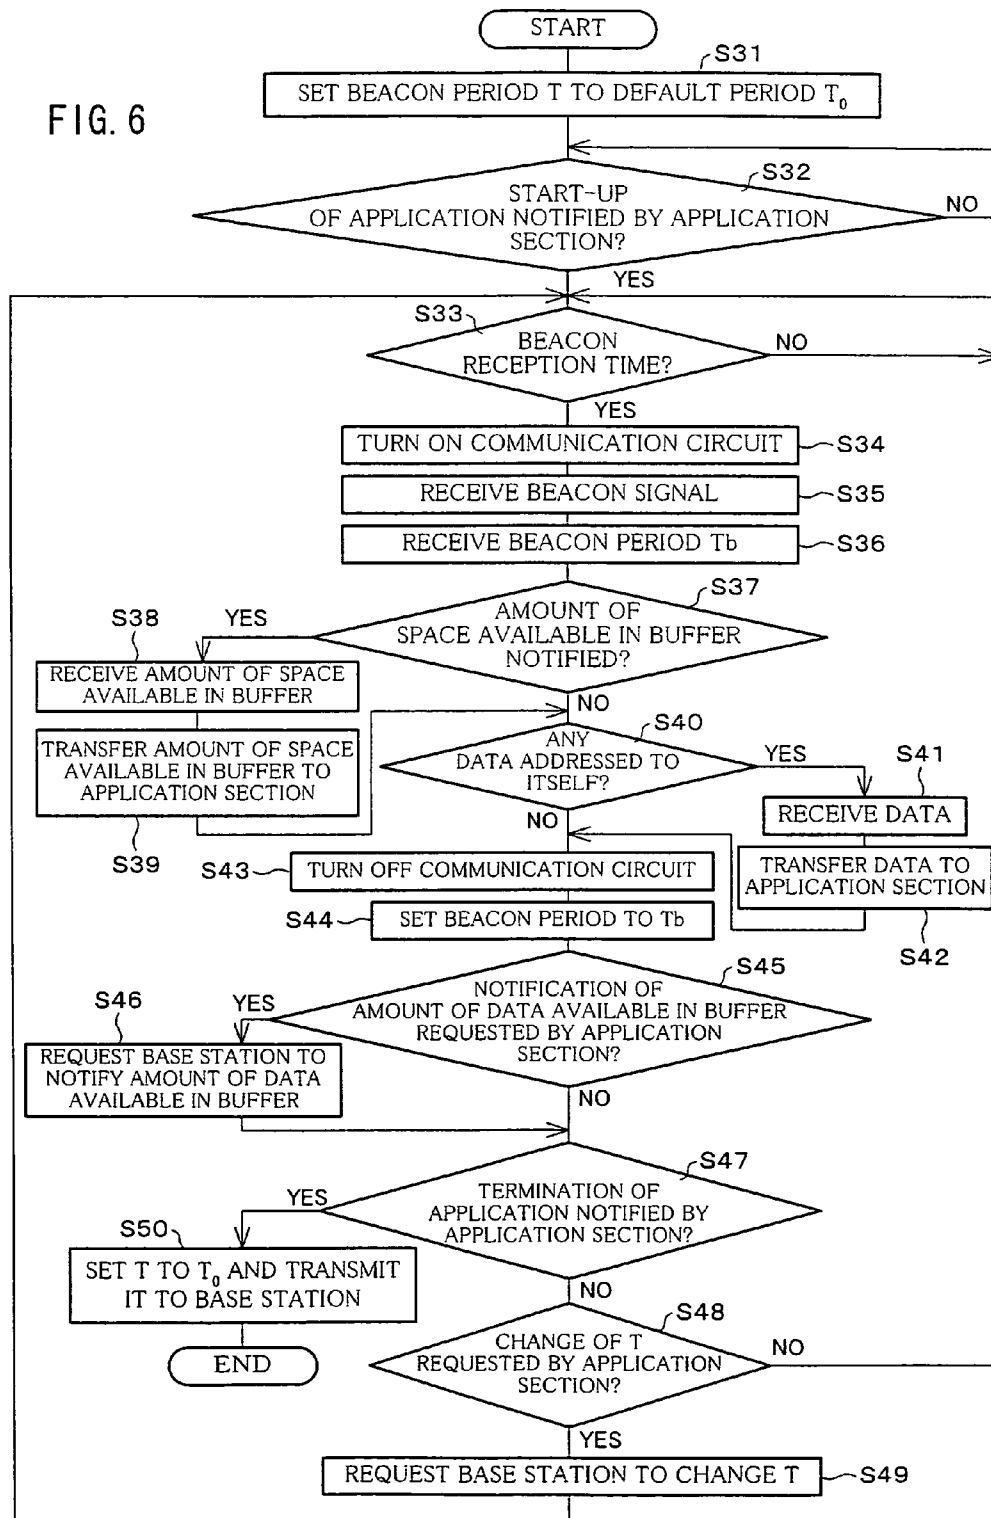 START
S31
SET BEACON PERIOD T TO DEFAULT PERIOD T0
FIG. 6
S32
START-UP
OF APPLICATION NOTIFIED BY APPLICATION
SECTION?
NO
YES
S33
BEACON
RECEPTION TIME?
NO
YES
TURN ON COMMUNICATION CIRCUIT
S34
RECEIVE BEACON SIGNAL
S35
RECEIVE BEACON PERIOD Tb
S36
S37
AMOUNT OF
SPACE AVAILABLE IN BUFFER
NOTIFIED?
YES
S38
RECEIVE AMOUNT OF SPACE
AVAILABLE IN BUFFER
NO
TRANSFER AMOUNT OF SPACE
AVAILABLE IN BUFFER TO
APPLICATION SECTION
S39
S40
ANY
DATA ADDRESSED TO
ITSELF?
YES
S41
RECEIVE DATA
NO
TRANSFER DATA TO
APPLICATION SECTION
S42
S43
TURN OFF COMMUNICATION CIRCUIT
S44
SET BEACON PERIOD TO Tb
S45
NOTIFICATION OF
AMOUNT OF DATA AVAILABLE IN BUFFER
REQUESTED BY APPLICATION
SECTION?
YES
S46
REQUEST BASE STATION TO
NOTIFY AMOUNT OF DATA
AVAILABLE IN BUFFER
NO
S47
TERMINATION OF
APPLICATION NOTIFIED BY
APPLICATION SECTION?
YES
S50
SET T TO T0 AND TRANSMIT
IT TO BASE STATION
END
NO
S48
CHANGE OF T
REQUESTED BY APPLICATION
SECTION?
NO
YES
REQUEST BASE STATION TO CHANGE T
S49